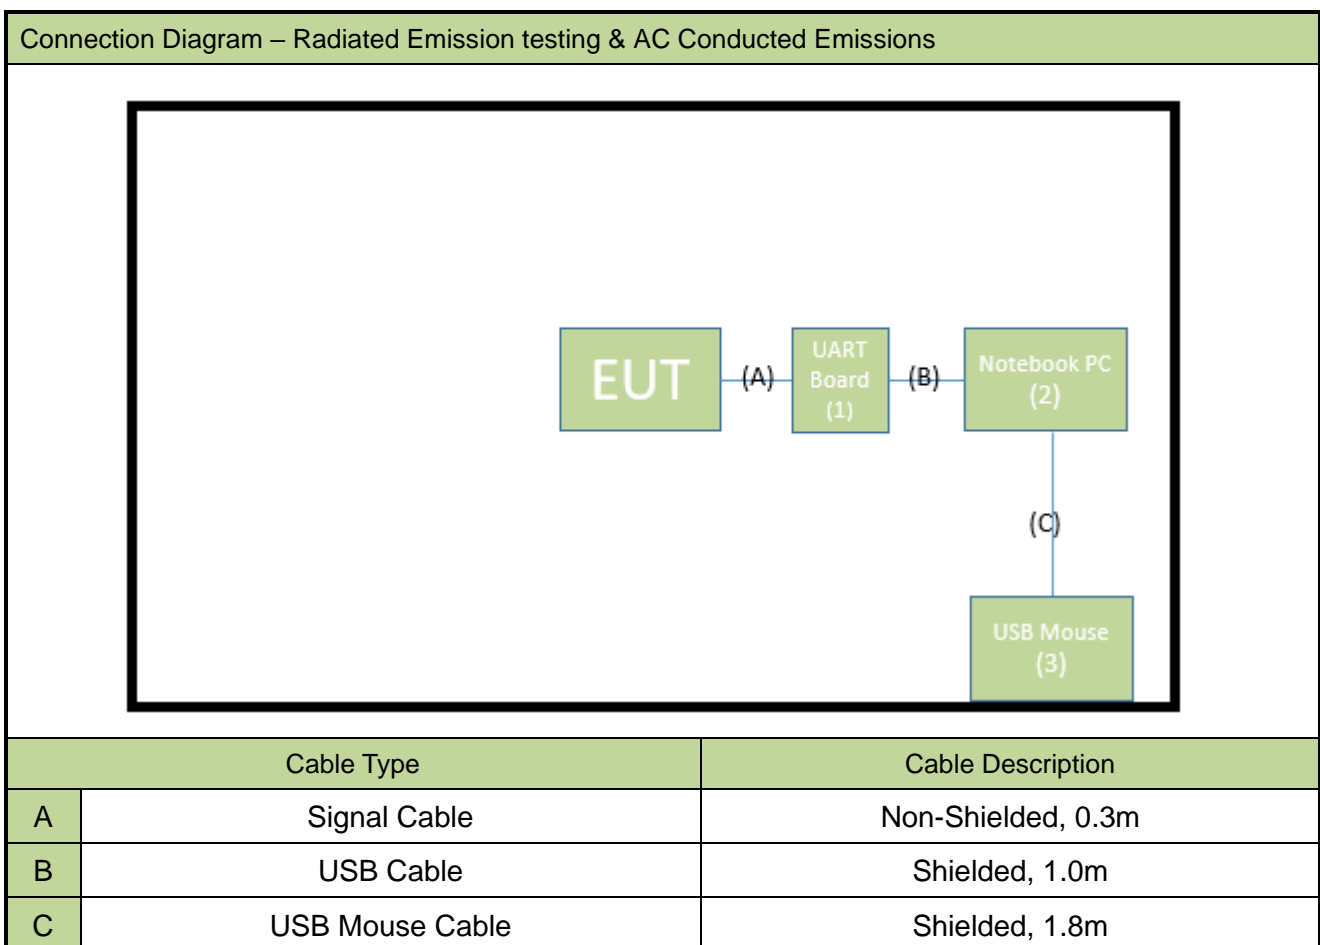 Connection Diagram – Radiated Emission testing & AC Conducted Emissions
EUT
(A)
UART
Board
(1)
(B)
Notebook PC
(2)
(C)
USB Mouse
(3)
Cable Type Cable Description
A Signal Cable Non-Shielded, 0.3m
B USB Cable Shielded, 1.0m
C USB Mouse Cable Shielded, 1.8m